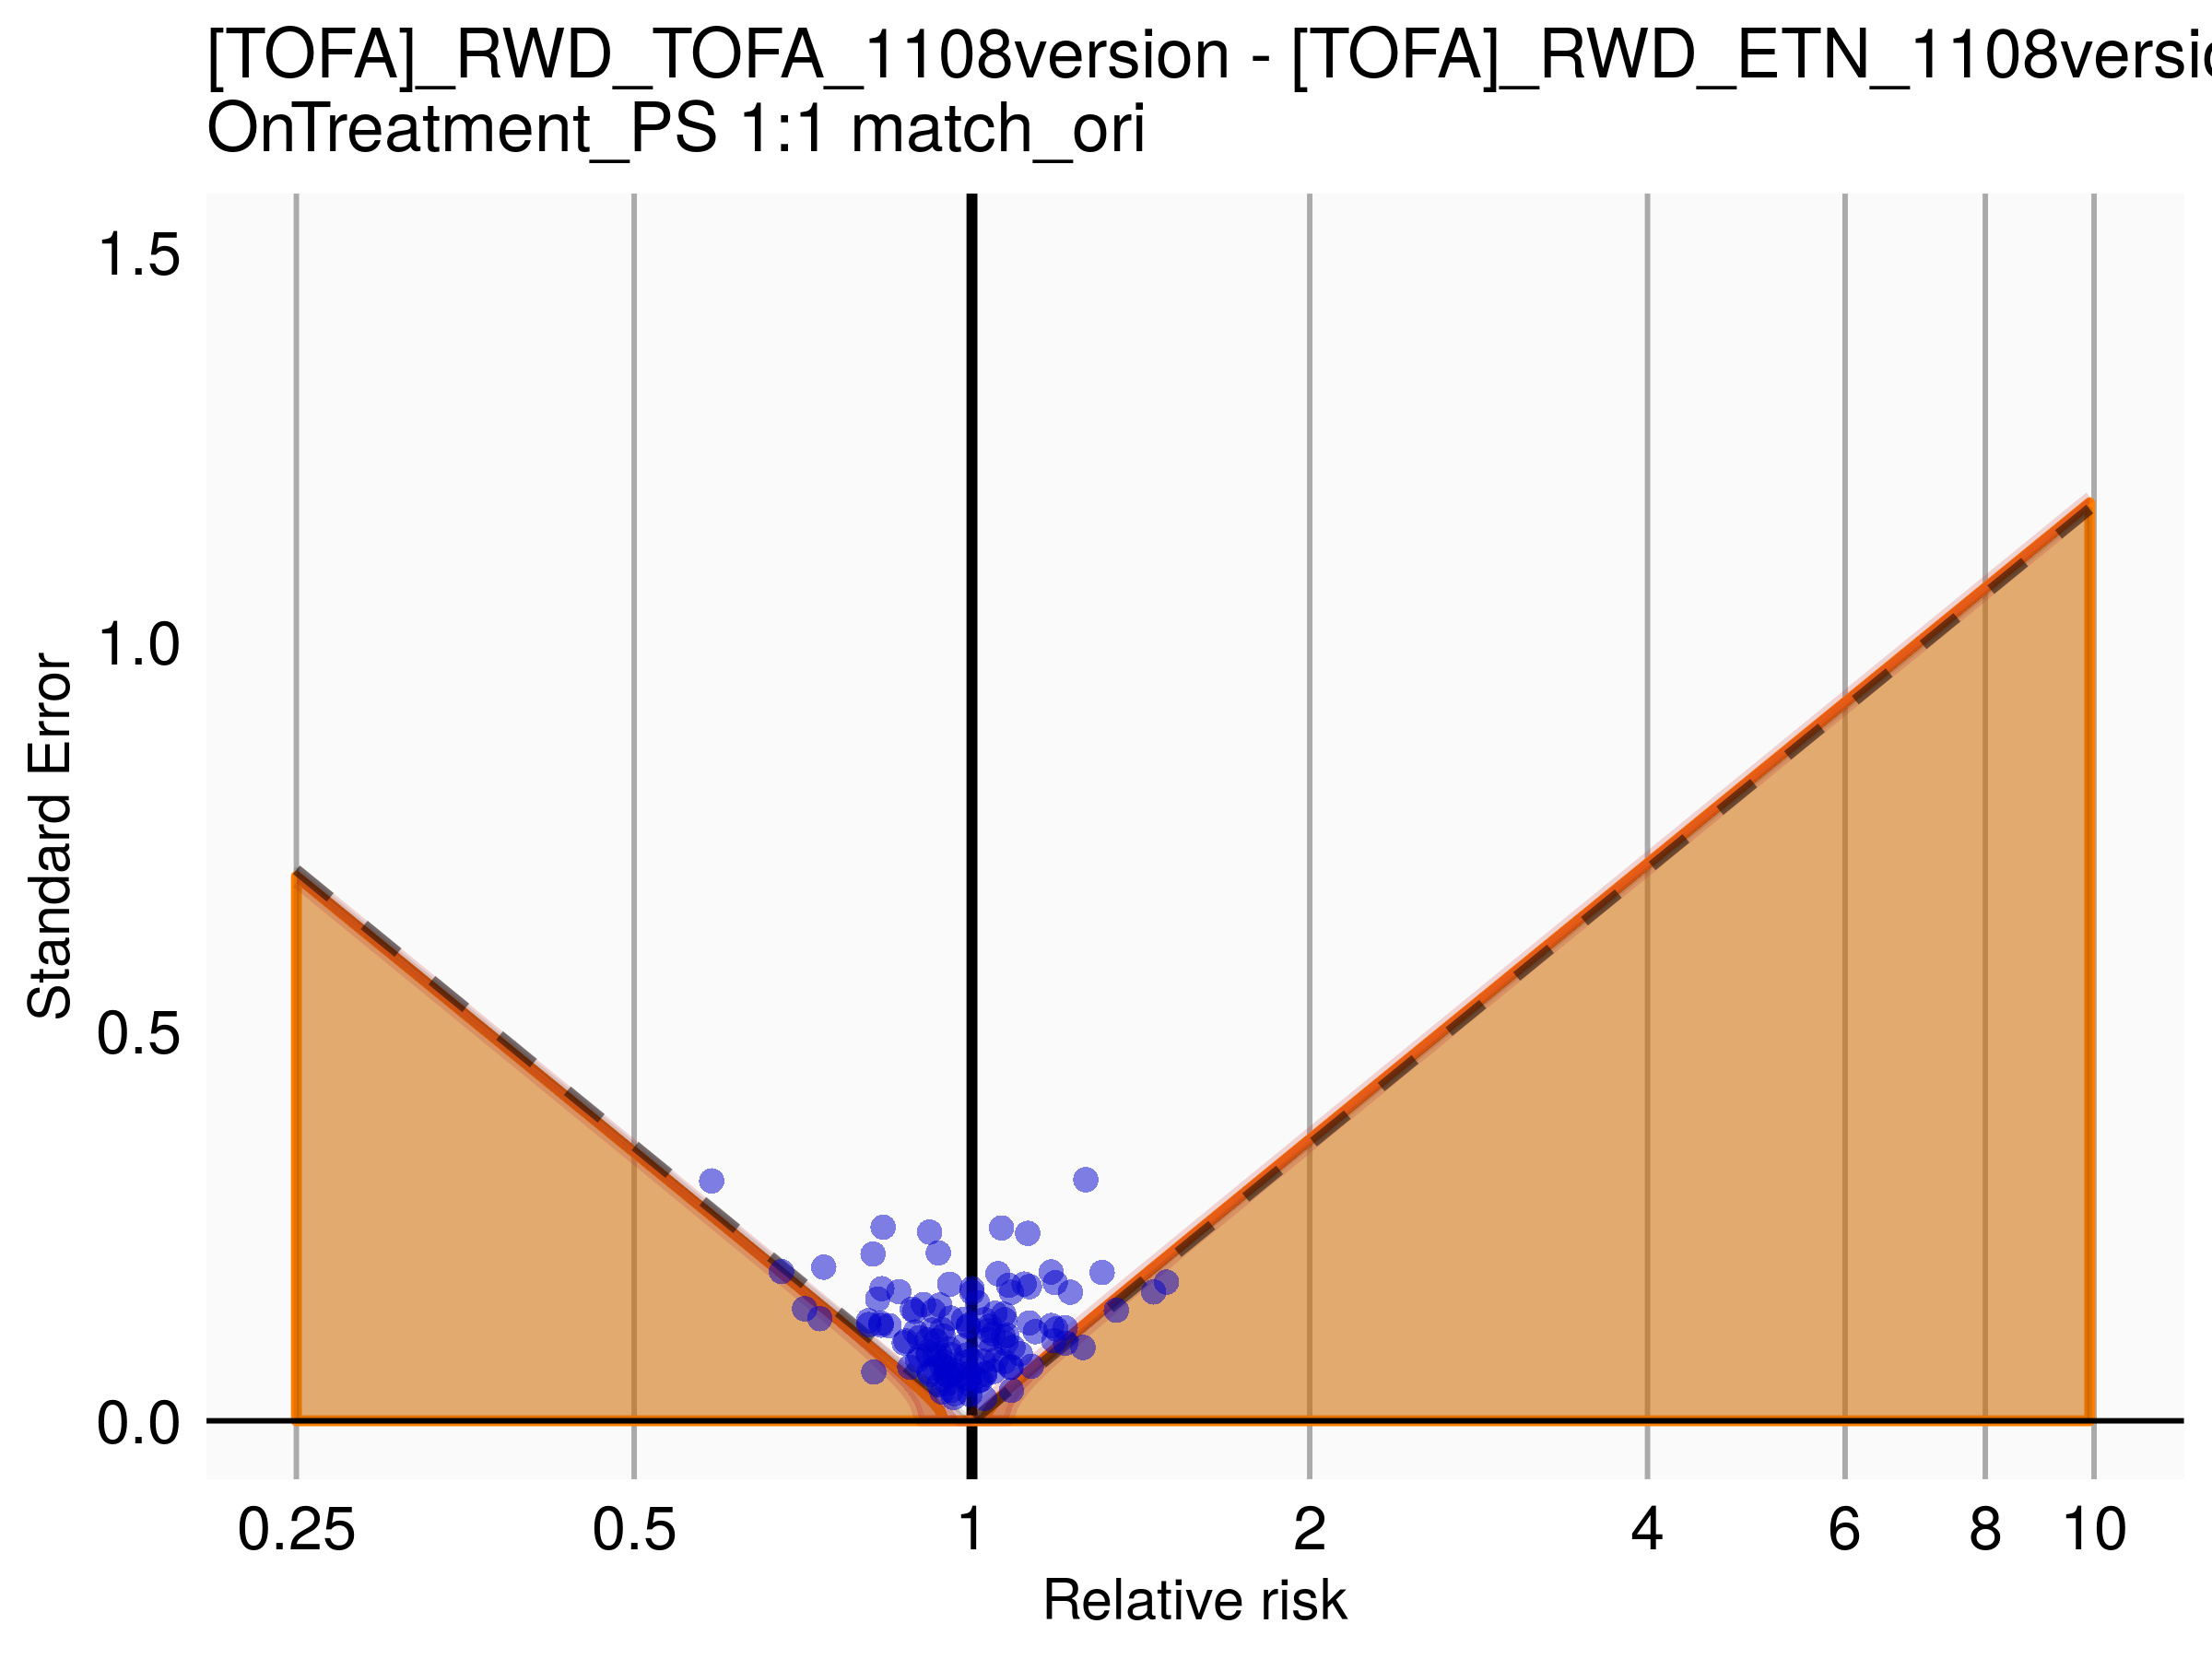 [TOFA]_RWD_TOFA_1108version - [TOFA]_RWD_ETN_1108versio
OnTreatment_PS 1:1 match_ori
1.5
1.0
0.5
0.0
Standard Error
0.25 0.5 1 2 4 6 8 10
Relative risk